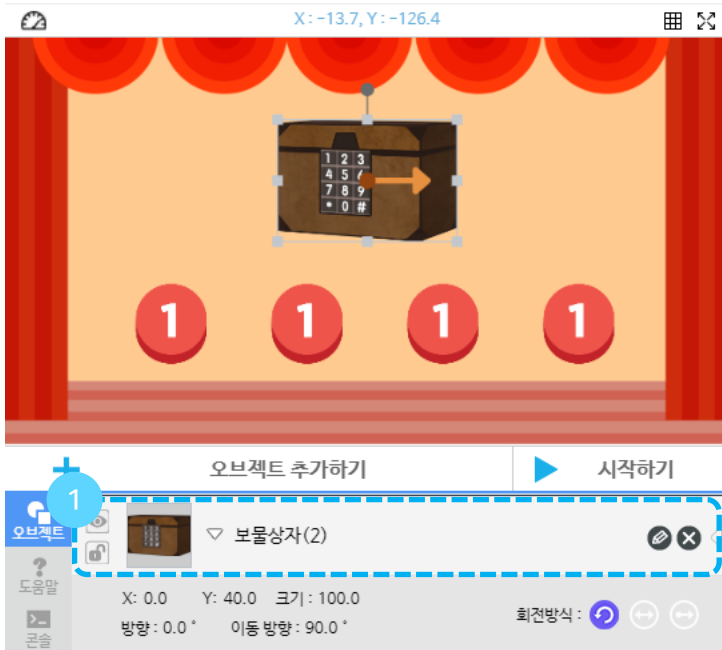 X : -13.7, Y : -126.4
1 2 3
4 5 6
7 8 9
* 0 #
1 1 1 1
+ 오브젝트 추가하기 시작하기
1
오브젝트
보물상자(2)
? 도움말
X: 0.0 Y: 40.0 크기 : 100.0
방향 : 0.0 ˚ 이동 방향 : 90.0 ˚ 회전방식 :
콘솔